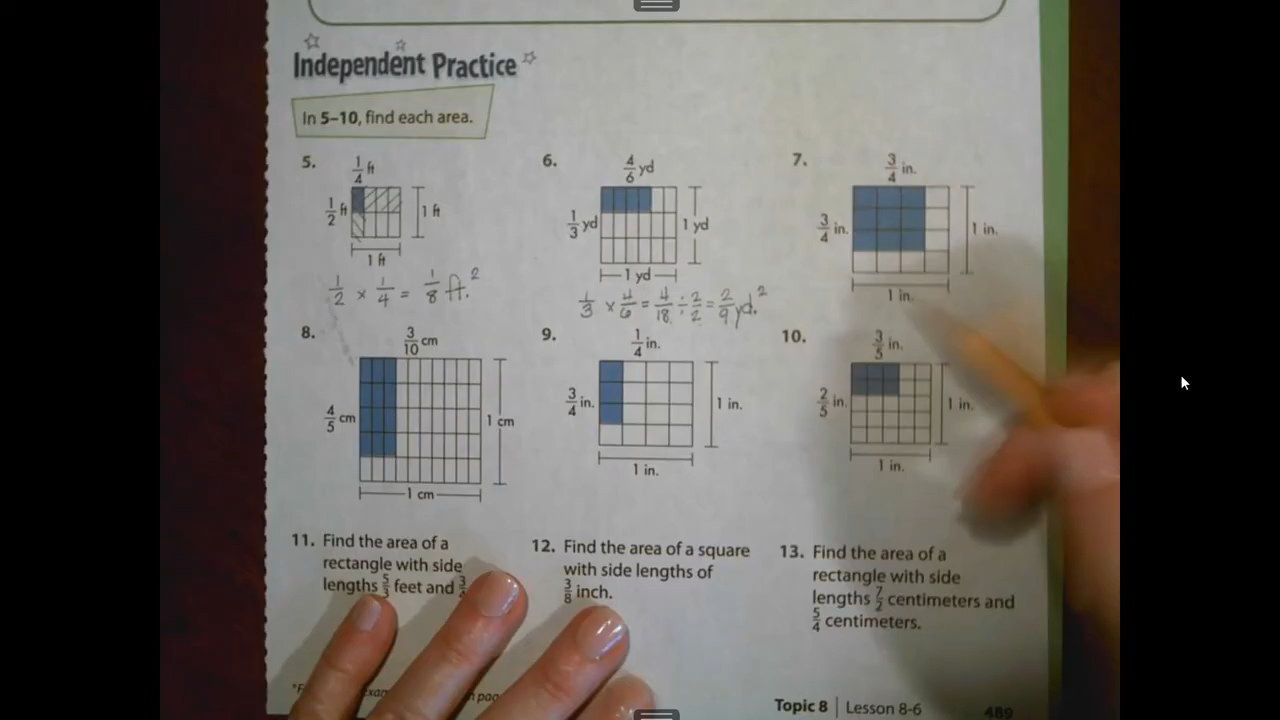 Independent Practice
In 5–10, find each area.
5.
1/4 ft
1/2 ft
1 ft
1 ft
1/2 × 1/4 = 1/8 ft.²
6.
4/6 yd
1/3 yd
1 yd
1 yd
1/3 × 4/6 = 4/18 ÷ 2/2 = 2/9 yd.²
7.
3/4 in.
3/4 in.
1 in.
1 in.
8.
3/10 cm
4/5 cm
1 cm
1 cm
9.
1/4 in.
3/4 in.
1 in.
1 in.
10.
3/5 in.
2/5 in.
1 in.
1 in.
11. Find the area of a
rectangle with side
lengths 5/3 feet and
12. Find the area of a square
with side lengths of
3/8 inch.
13. Find the area of a
rectangle with side
lengths 7/2 centimeters and
5/4 centimeters.
Topic 8 | Lesson 8-6 489